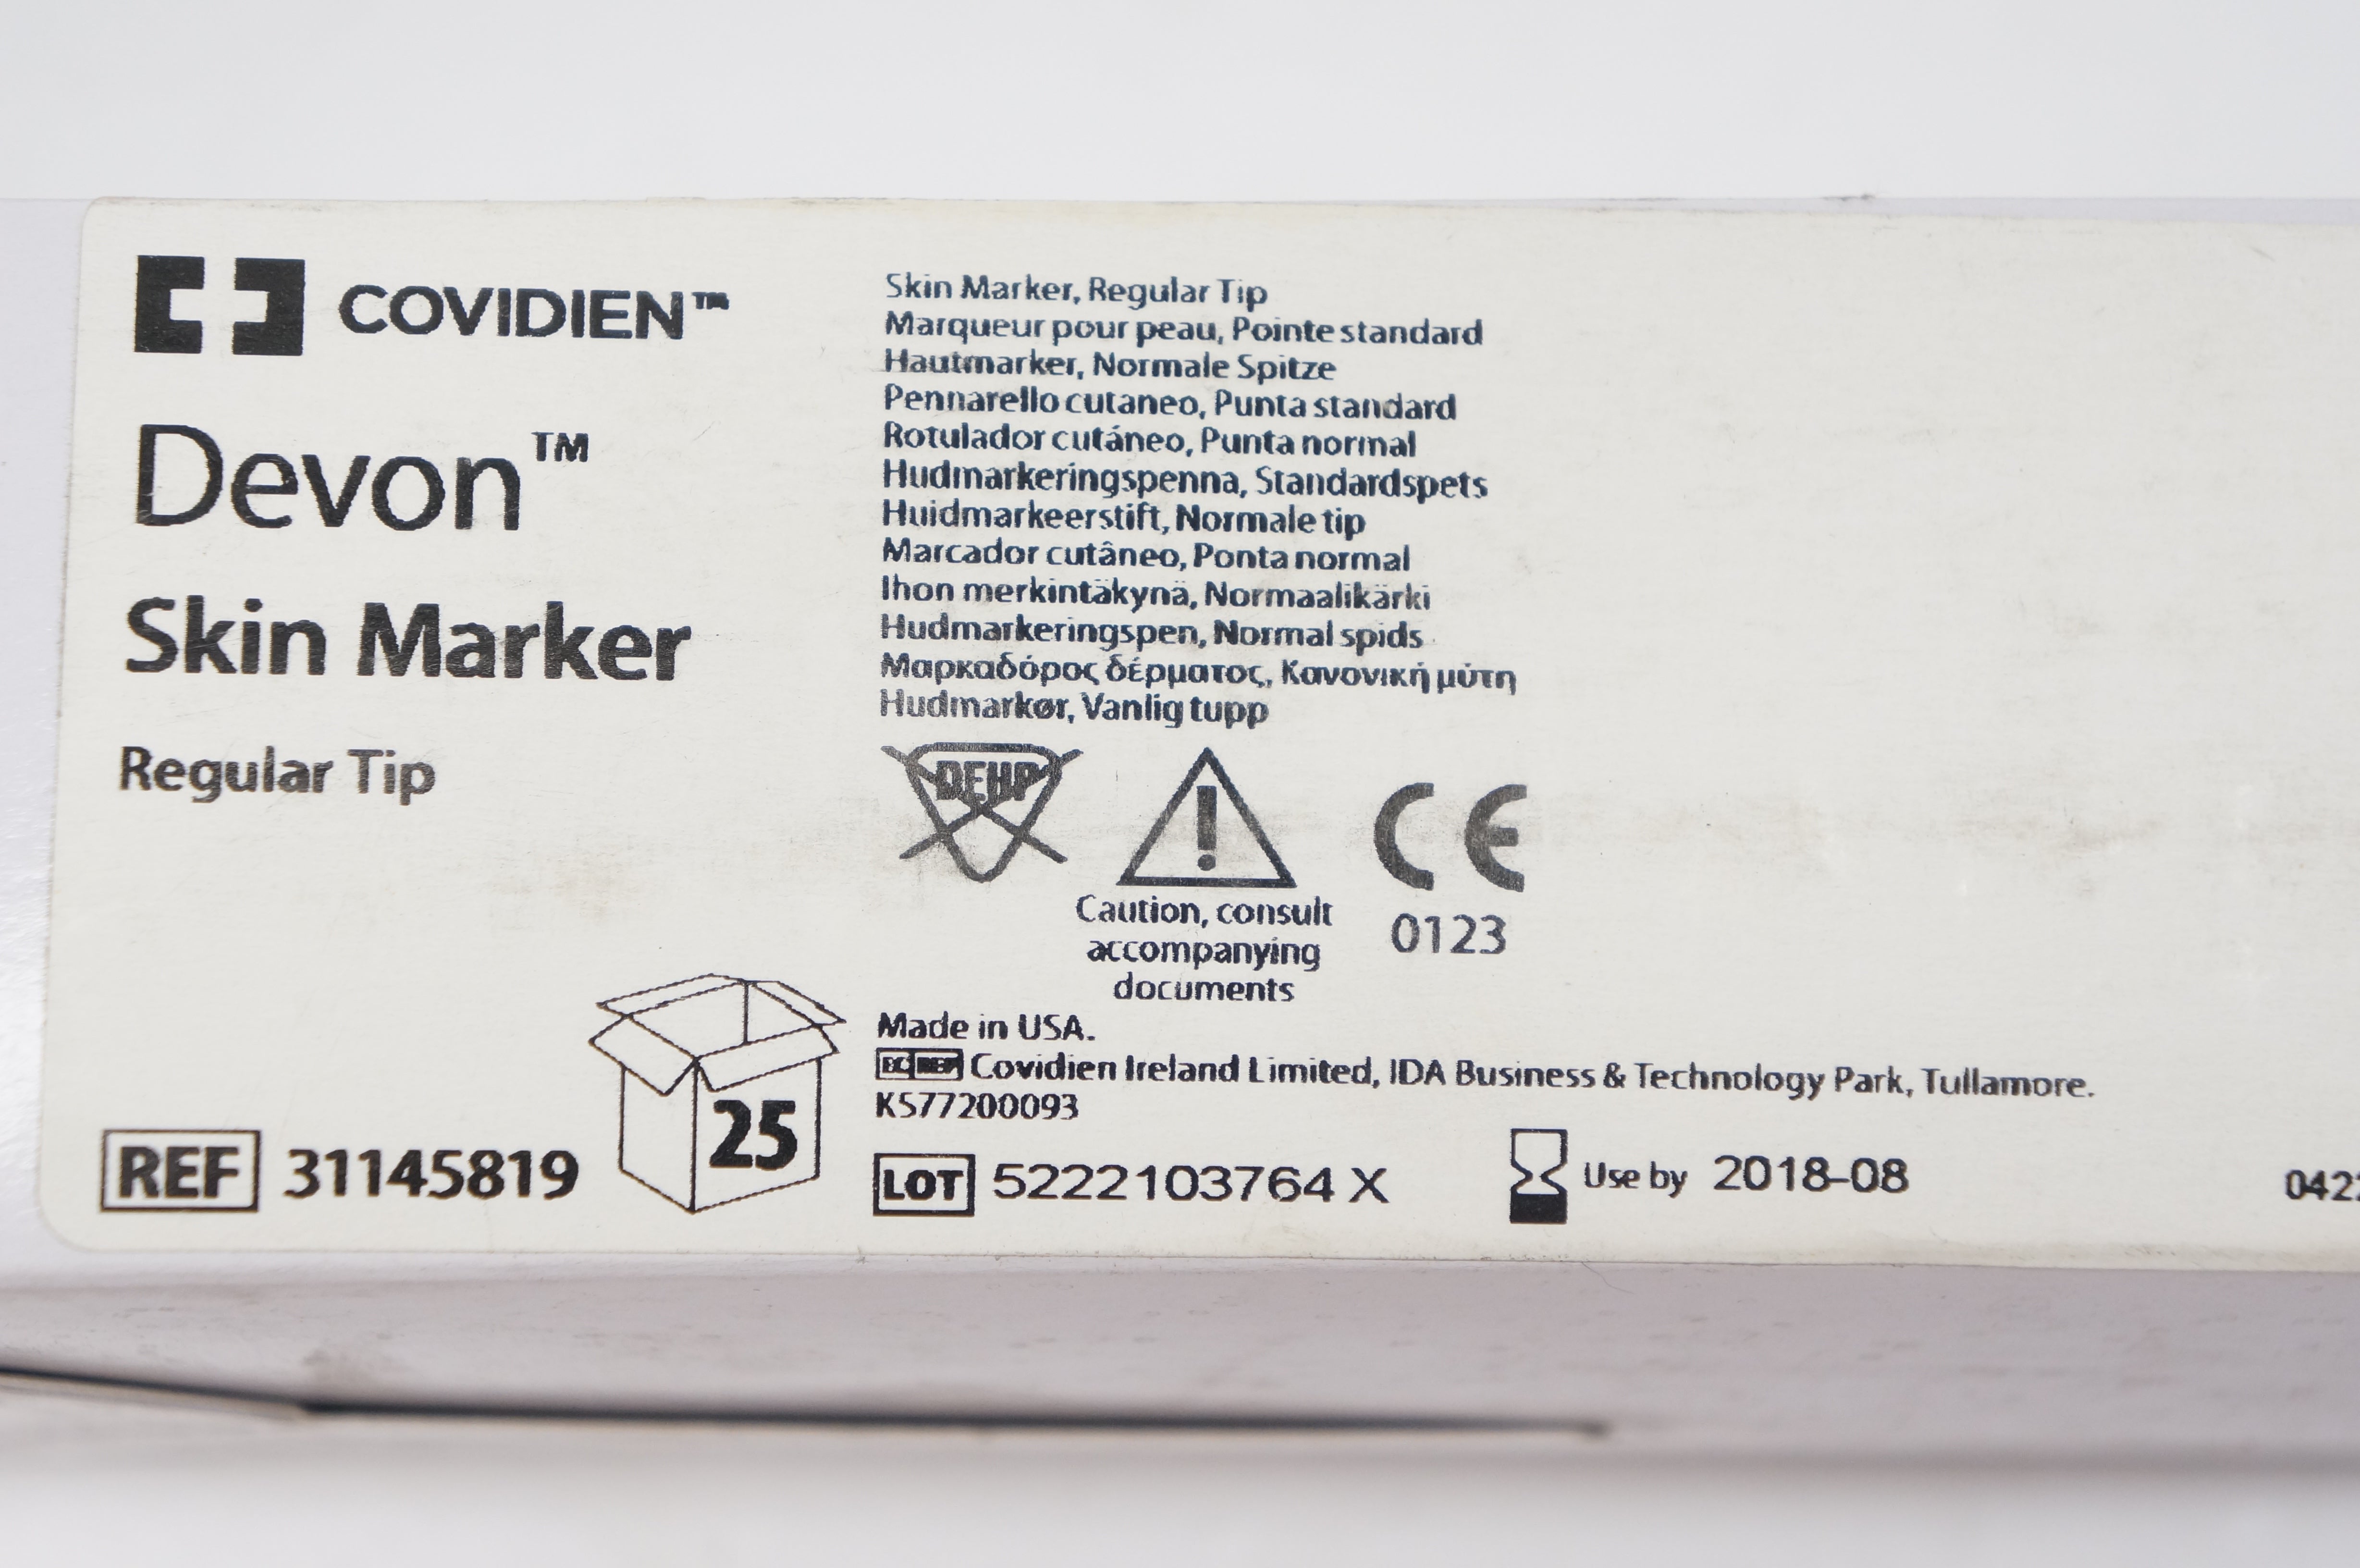 COVIDIEN™
Devon™
Skin Marker
Regular Tip
REF 31145819
25
Skin Marker, Regular Tip
Marqueur pour peau, Pointe standard
Hautmarker, Normale Spitze
Pennarello cutaneo, Punta standard
Rotulador cutáneo, Punta normal
Hudmarkeringspenna, Standardspets
Huidmarkeerstift, Normale tip
Marcador cutâneo, Ponta normal
Ihon merkintäkynä, Normaalikärki
Hudmarkeringspen, Normal spids
Μαρκαδόρος δέρματος, Κανονική μύτη
Hudmarkør, Vanlig tupp
DEHP
!
Caution, consult
accompanying
documents
CE
0123
Made in USA.
EC REP Covidien Ireland Limited, IDA Business & Technology Park, Tullamore.
K577200093
LOT 5222103764 X
Use by 2018-08